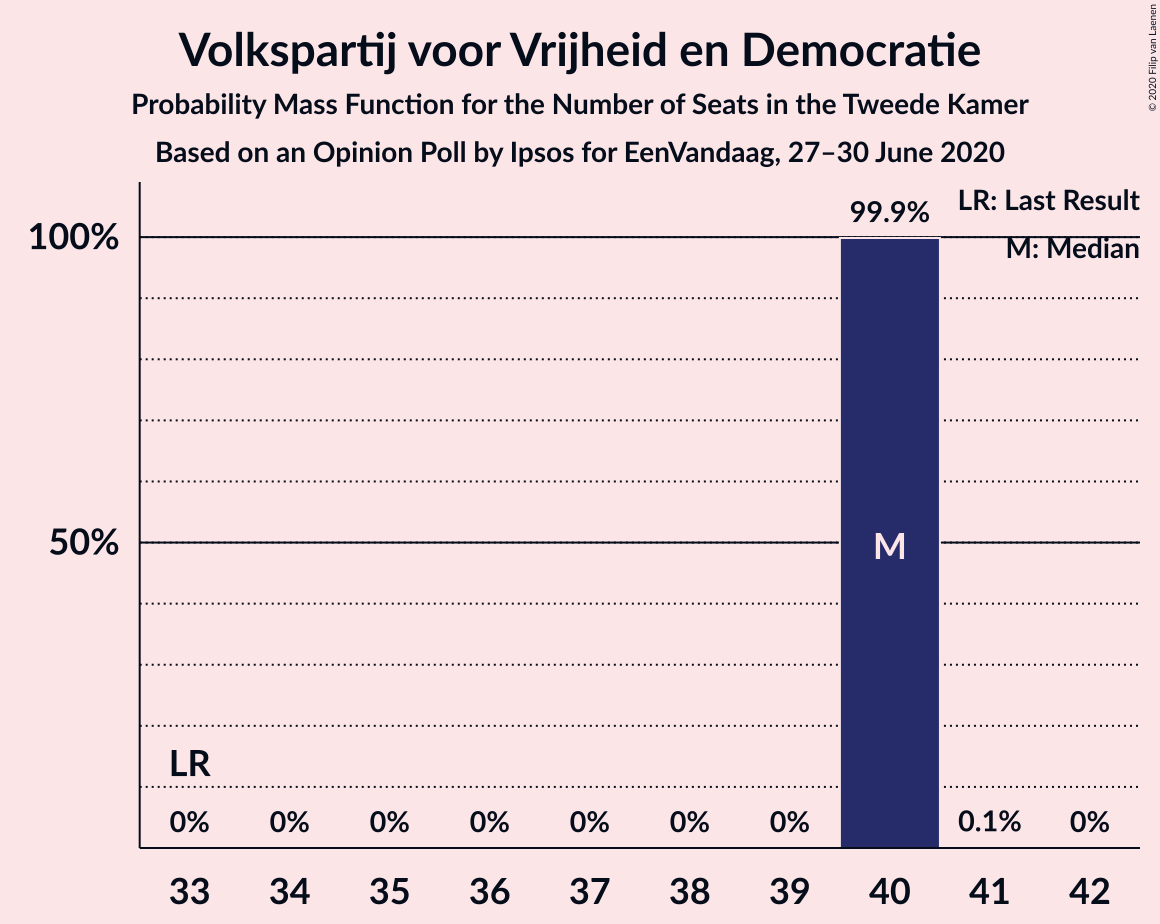 Volkspartij voor Vrijheid en Democratie
Probability Mass Function for the Number of Seats in the Tweede Kamer
Based on an Opinion Poll by Ipsos for EenVandaag, 27–30 June 2020
© 2020 Filip van Laenen
LR: Last Result
M: Median
99.9%
100%
50%
M
LR
0% 0% 0% 0% 0% 0% 0% 0.1% 0%
33 34 35 36 37 38 39 40 41 42